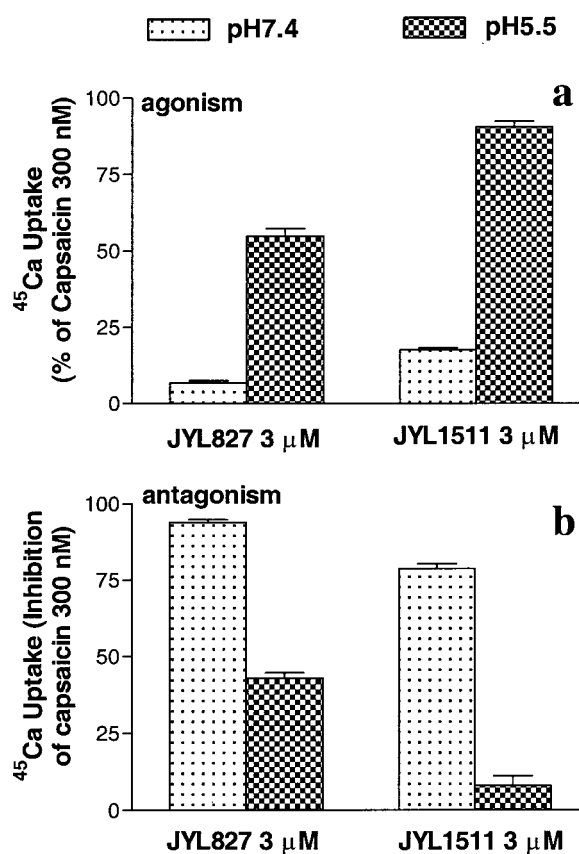 pH7.4 pH5.5
a
agonism
⁴⁵Ca Uptake
(% of Capsaicin 300 nM)
100
75
50
25
0
JYL827 3 μM JYL1511 3 μM
b
antagonism
⁴⁵Ca Uptake (Inhibition
of capsaicin 300 nM)
100
75
50
25
0
JYL827 3 μM JYL1511 3 μM